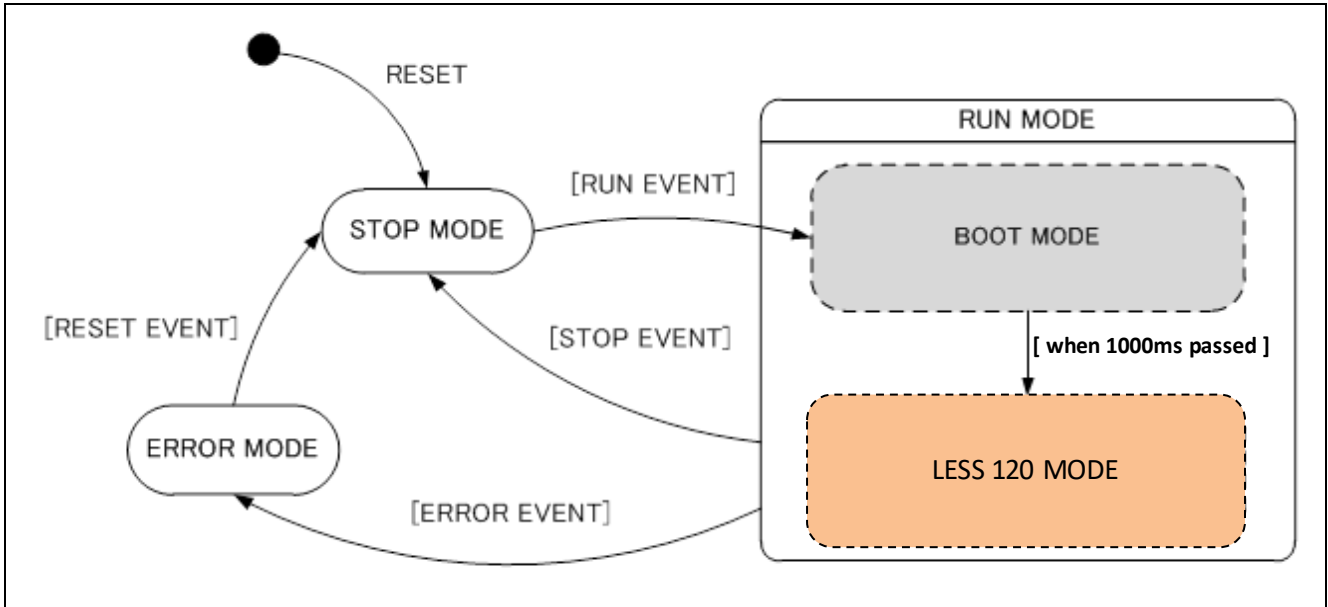 RESET
RUN MODE
[RUN EVENT]
STOP MODE
BOOT MODE
[RESET EVENT]
[STOP EVENT]
[ when 1000ms passed ]
ERROR MODE
LESS 120 MODE
[ERROR EVENT]